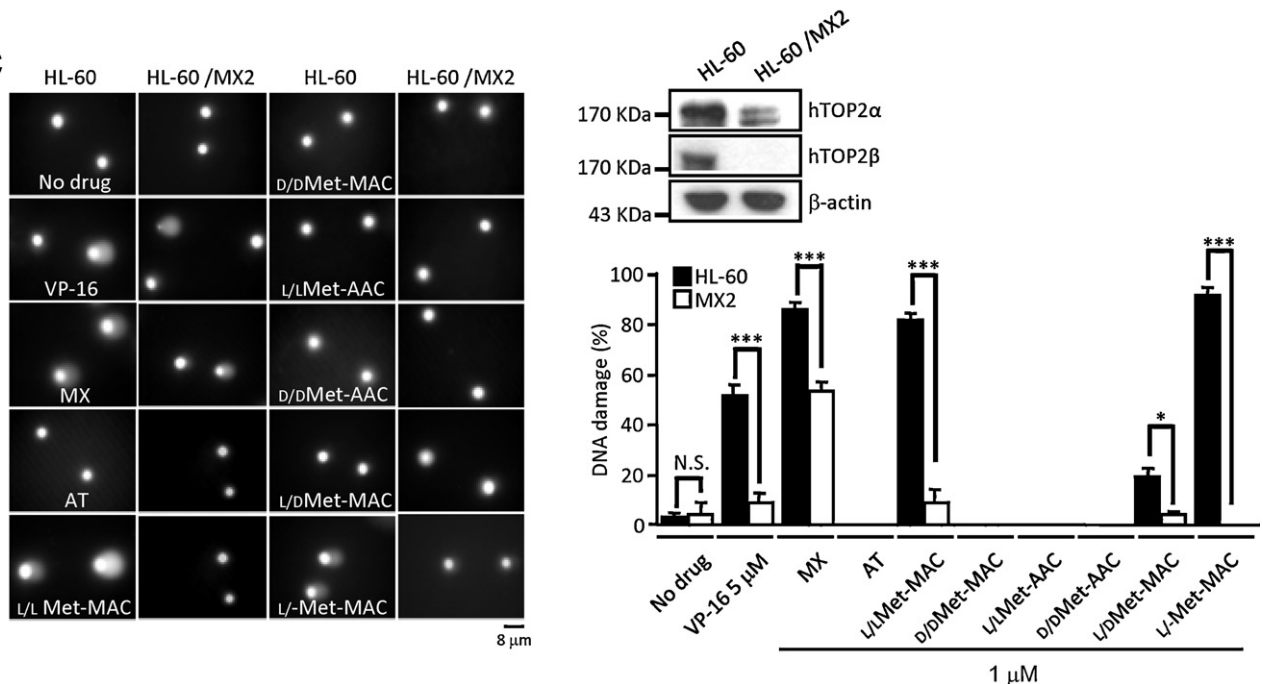 HL-60 HL-60 /MX2 HL-60 HL-60 /MX2
No drug D/DMet-MAC
VP-16 L/LMet-AAC
MX D/DMet-AAC
AT L/DMet-MAC
L/L Met-MAC L/-Met-MAC
8 μm
HL-60 HL-60 /MX2
170 KDa hTOP2α
170 KDa hTOP2β
43 KDa β-actin
DNA damage (%)
100
80
60
40
20
0
HL-60
MX2
N.S.
***
***
***
*
***
No drug
VP-16 5 μM
MX
AT
L/LMet-MAC
D/DMet-MAC
L/LMet-AAC
D/DMet-AAC
L/DMet-MAC
L/-Met-MAC
1 μM